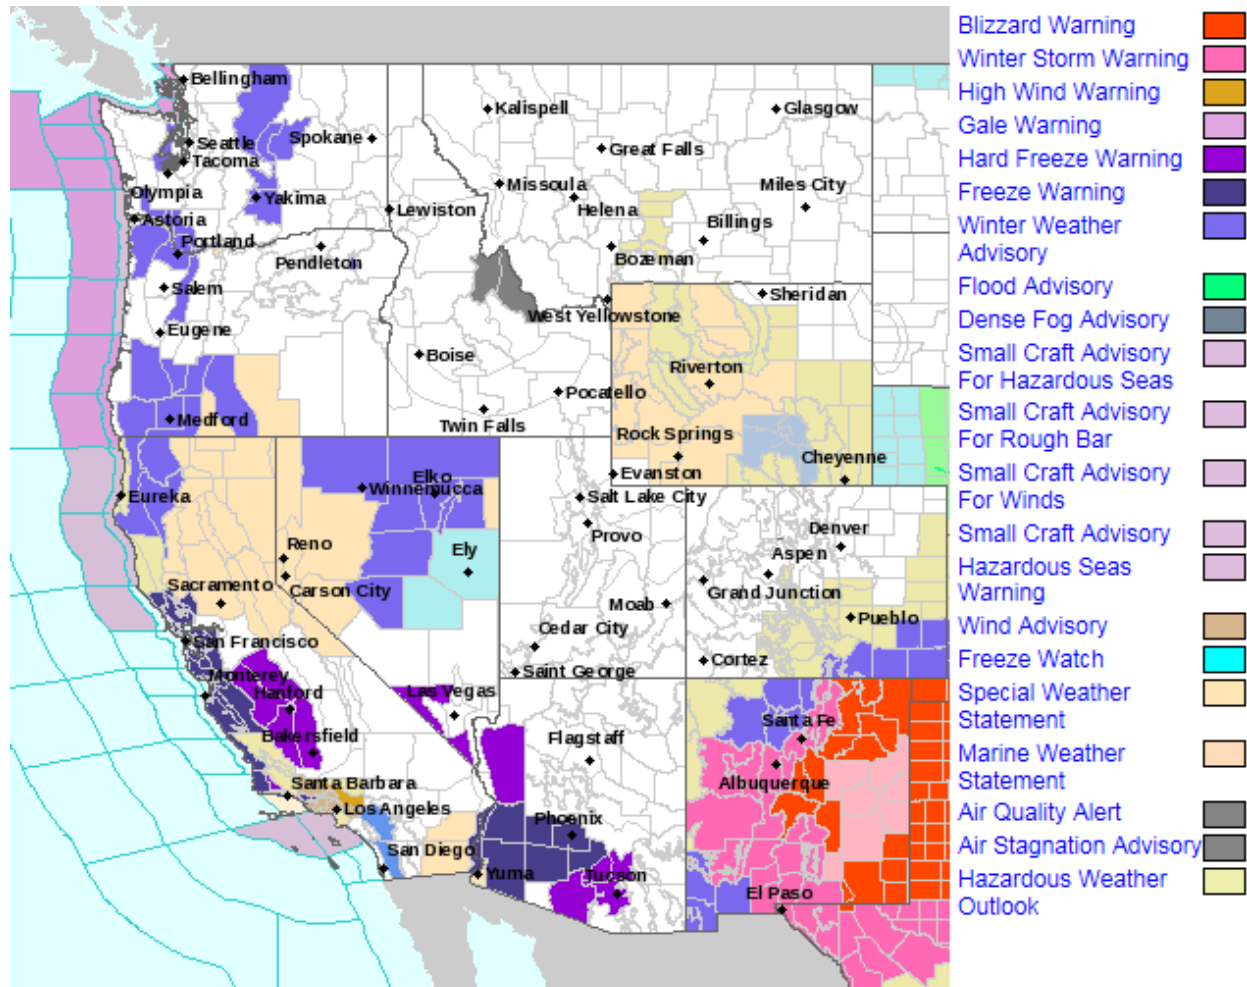 Bellingham
Kalispell
Glasgow
Seattle
Spokane
Great Falls
Tacoma
Missoula
Miles City
Olympia
Yakima
Helena
Lewiston
Astoria
Billings
Portland
Pendleton
Bozeman
Salem
Sheridan
West Yellowstone
Eugene
Boise
Riverton
Pocatello
Medford
Twin Falls
Rock Springs
Cheyenne
Elko
Evanston
Winnemucca
Eureka
Salt Lake City
Provo
Denver
Reno
Ely
Aspen
Sacramento
Carson City
Grand Junction
Moab
Pueblo
Cedar City
San Francisco
Cortez
Saint George
Monterey
Hanford
Las Vegas
Santa Fe
Bakersfield
Flagstaff
Santa Barbara
Albuquerque
Los Angeles
Phoenix
San Diego
Yuma
Tucson
El Paso
Blizzard Warning
Winter Storm Warning
High Wind Warning
Gale Warning
Hard Freeze Warning
Freeze Warning
Winter Weather
Advisory
Flood Advisory
Dense Fog Advisory
Small Craft Advisory
For Hazardous Seas
Small Craft Advisory
For Rough Bar
Small Craft Advisory
For Winds
Small Craft Advisory
Hazardous Seas
Warning
Wind Advisory
Freeze Watch
Special Weather
Statement
Marine Weather
Statement
Air Quality Alert
Air Stagnation Advisory
Hazardous Weather
Outlook